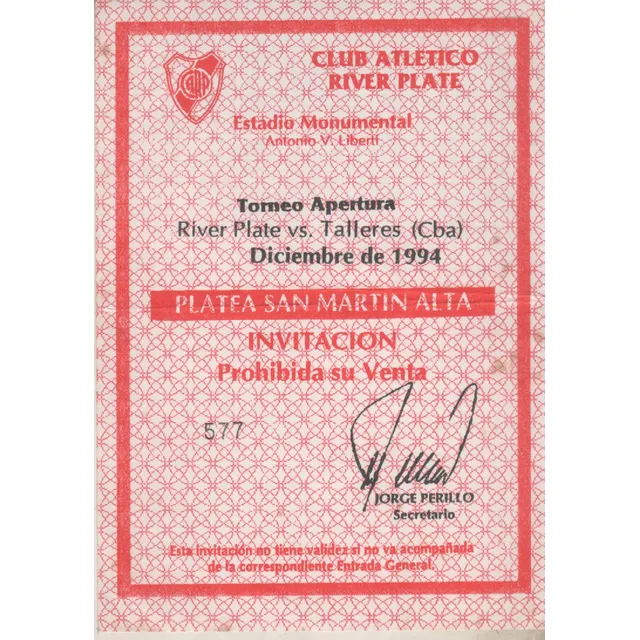 CARP
CLUB ATLETICO
RIVER PLATE
Estadio Monumental
Antonio V. Liberti
Torneo Apertura
River Plate vs. Talleres (Cba)
Diciembre de 1994
PLATEA SAN MARTIN ALTA
INVITACION
Prohibida su Venta
577
JORGE PERILLO
Secretario
Esta invitación no tiene validez si no va acompañada
de la correspondiente Entrada General.